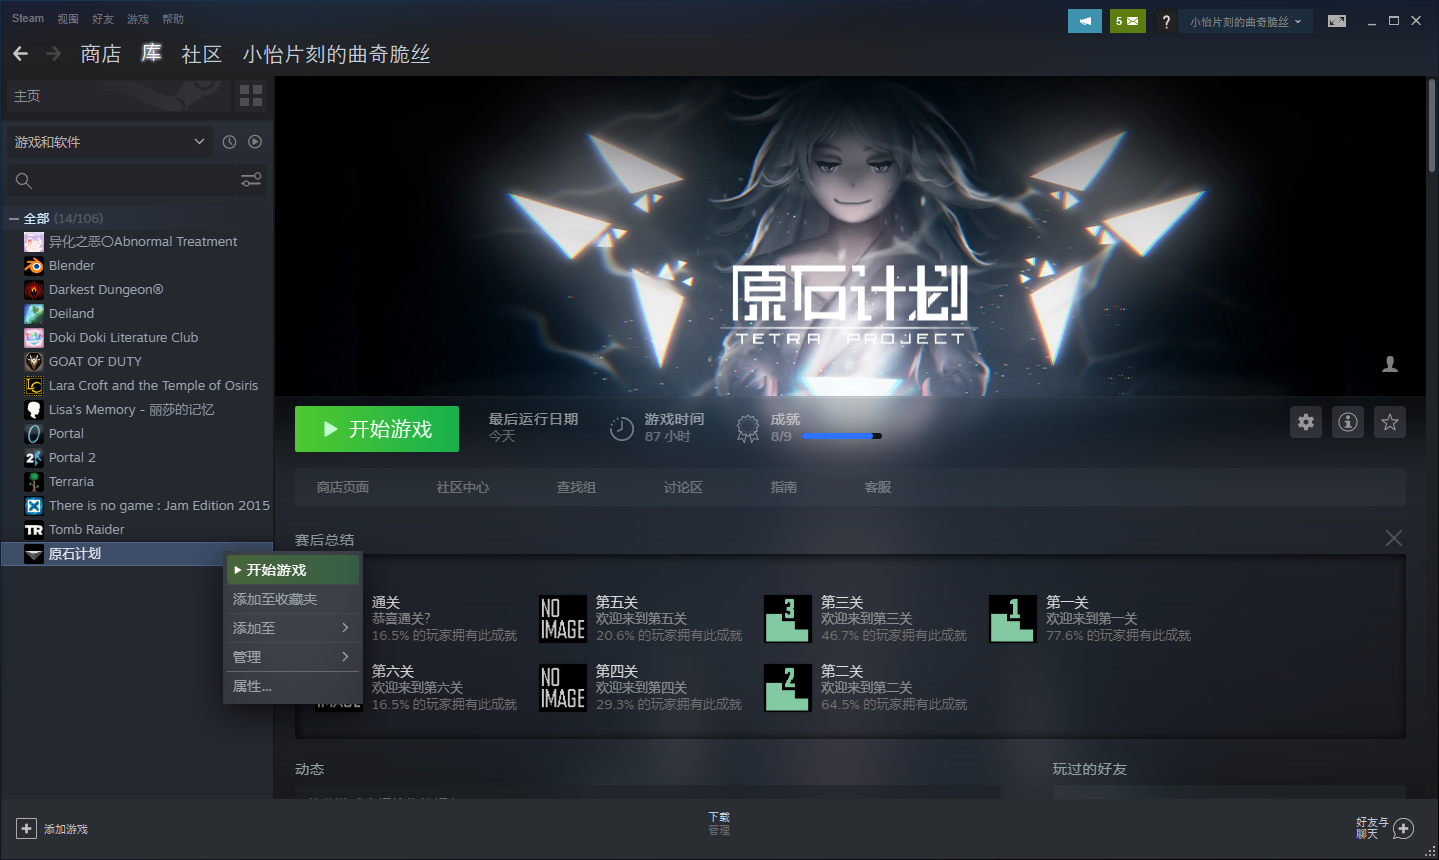 Steam 视图 好友 游戏 帮助
5
?
小怡片刻的曲奇脆丝
商店 库 社区 小怡片刻的曲奇脆丝
主页
游戏和软件
全部 (14/106)
异化之恶〇Abnormal Treatment
Blender
Darkest Dungeon®
Deiland
Doki Doki Literature Club
GOAT OF DUTY
Lara Croft and the Temple of Osiris
Lisa's Memory - 丽莎的记忆
Portal
Portal 2
Terraria
There is no game : Jam Edition 2015
Tomb Raider
原石计划
原石计划
TETRA PROJECT
开始游戏
最后运行日期
今天
游戏时间
87 小时
成就
8/9
商店页面 社区中心 查找组 讨论区 指南 客服
赛后总结
开始游戏
添加至收藏夹
添加至
管理
属性...
通关
恭喜通关?
16.5% 的玩家拥有此成就
NO IMAGE
第五关
欢迎来到第五关
20.6% 的玩家拥有此成就
3
第三关
欢迎来到第三关
46.7% 的玩家拥有此成就
1
第一关
欢迎来到第一关
77.6% 的玩家拥有此成就
第六关
欢迎来到第六关
16.5% 的玩家拥有此成就
NO IMAGE
第四关
欢迎来到第四关
29.3% 的玩家拥有此成就
2
第二关
欢迎来到第二关
64.5% 的玩家拥有此成就
动态
玩过的好友
添加游戏
下载
管理
好友与
聊天